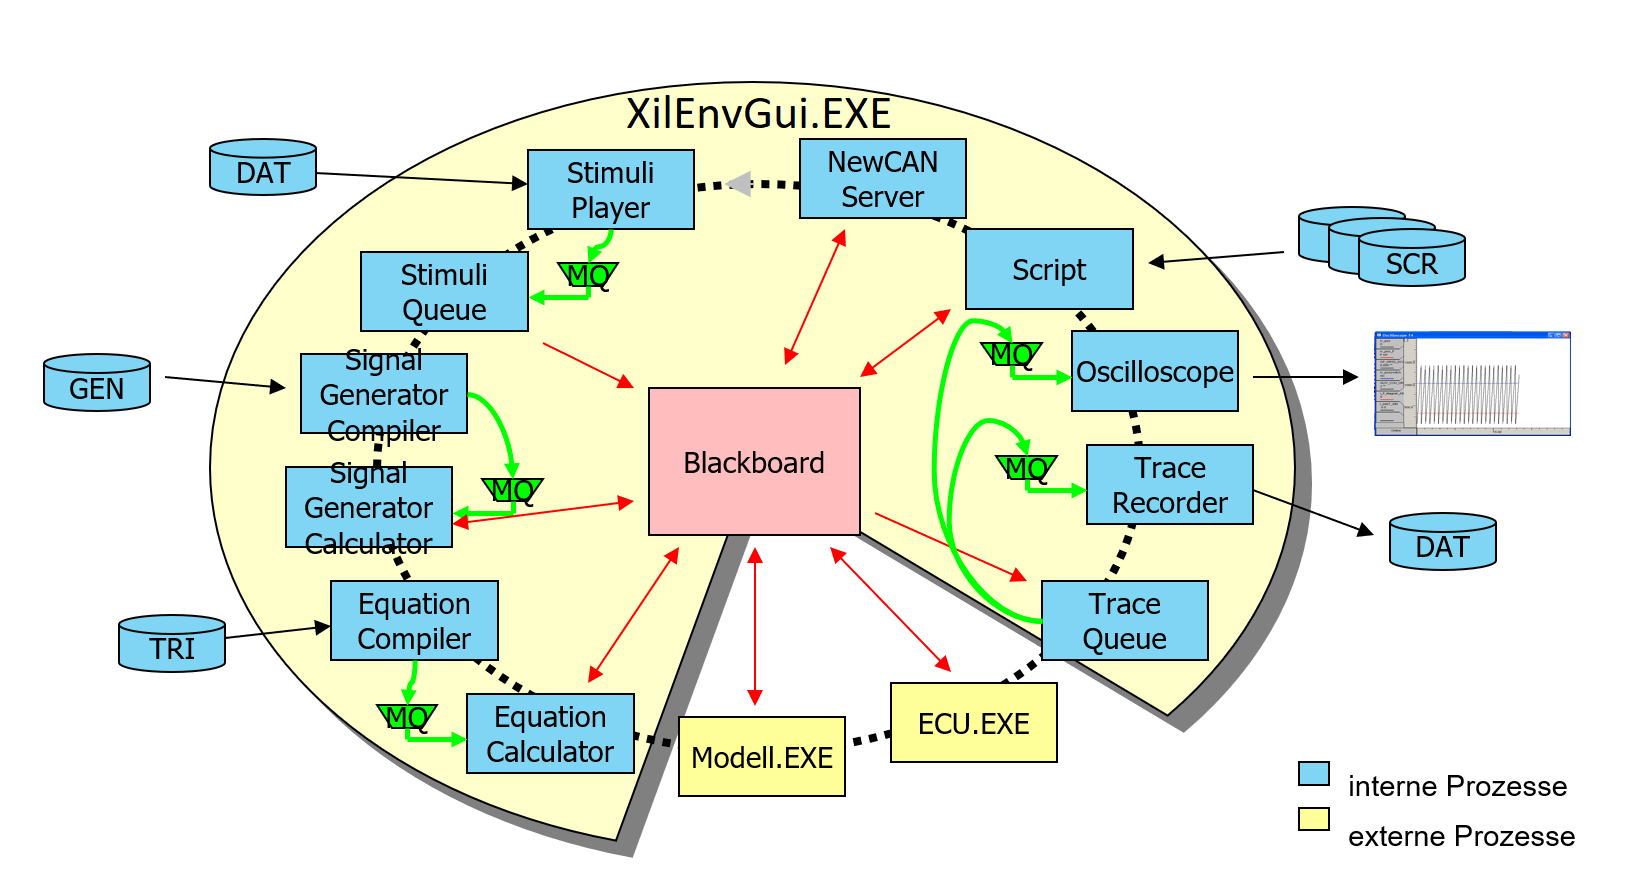 XilEnvGui.EXE
DAT
Stimuli
Player
NewCAN
Server
Stimuli
Queue
MQ
Script
SCR
GEN
Signal
Generator
Compiler
MQ
Oscilloscope
Signal
Generator
Calculator
MQ
Blackboard
MQ
Trace
Recorder
DAT
TRI
Equation
Compiler
Trace
Queue
MQ
Equation
Calculator
Modell.EXE
ECU.EXE
interne Prozesse
externe Prozesse